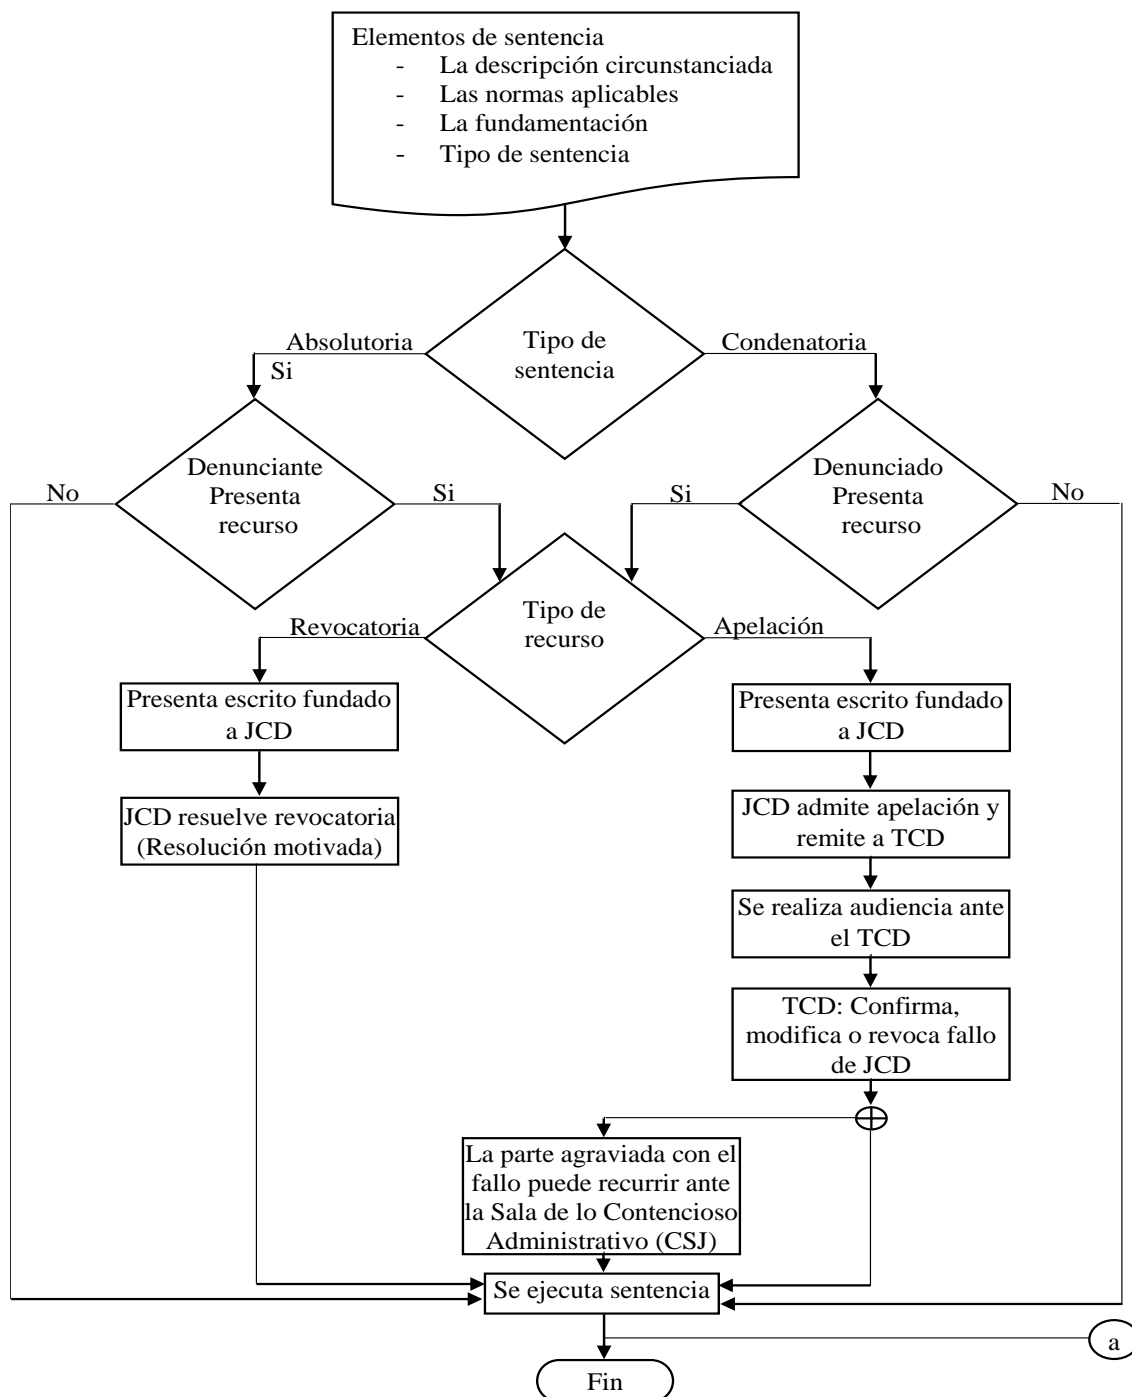 Elementos de sentencia
- La descripción circunstanciada
- Las normas aplicables
- La fundamentación
- Tipo de sentencia
Tipo de
sentencia
Absolutoria
Si
Condenatoria
Denunciante
Presenta
recurso
No
Si
Denunciado
Presenta
recurso
Si
No
Tipo de
recurso
Revocatoria
Apelación
Presenta escrito fundado
a JCD
JCD resuelve revocatoria
(Resolución motivada)
Presenta escrito fundado
a JCD
JCD admite apelación y
remite a TCD
Se realiza audiencia ante
el TCD
TCD: Confirma,
modifica o revoca fallo
de JCD
La parte agraviada con el
fallo puede recurrir ante
la Sala de lo Contencioso
Administrativo (CSJ)
Se ejecuta sentencia
a
Fin